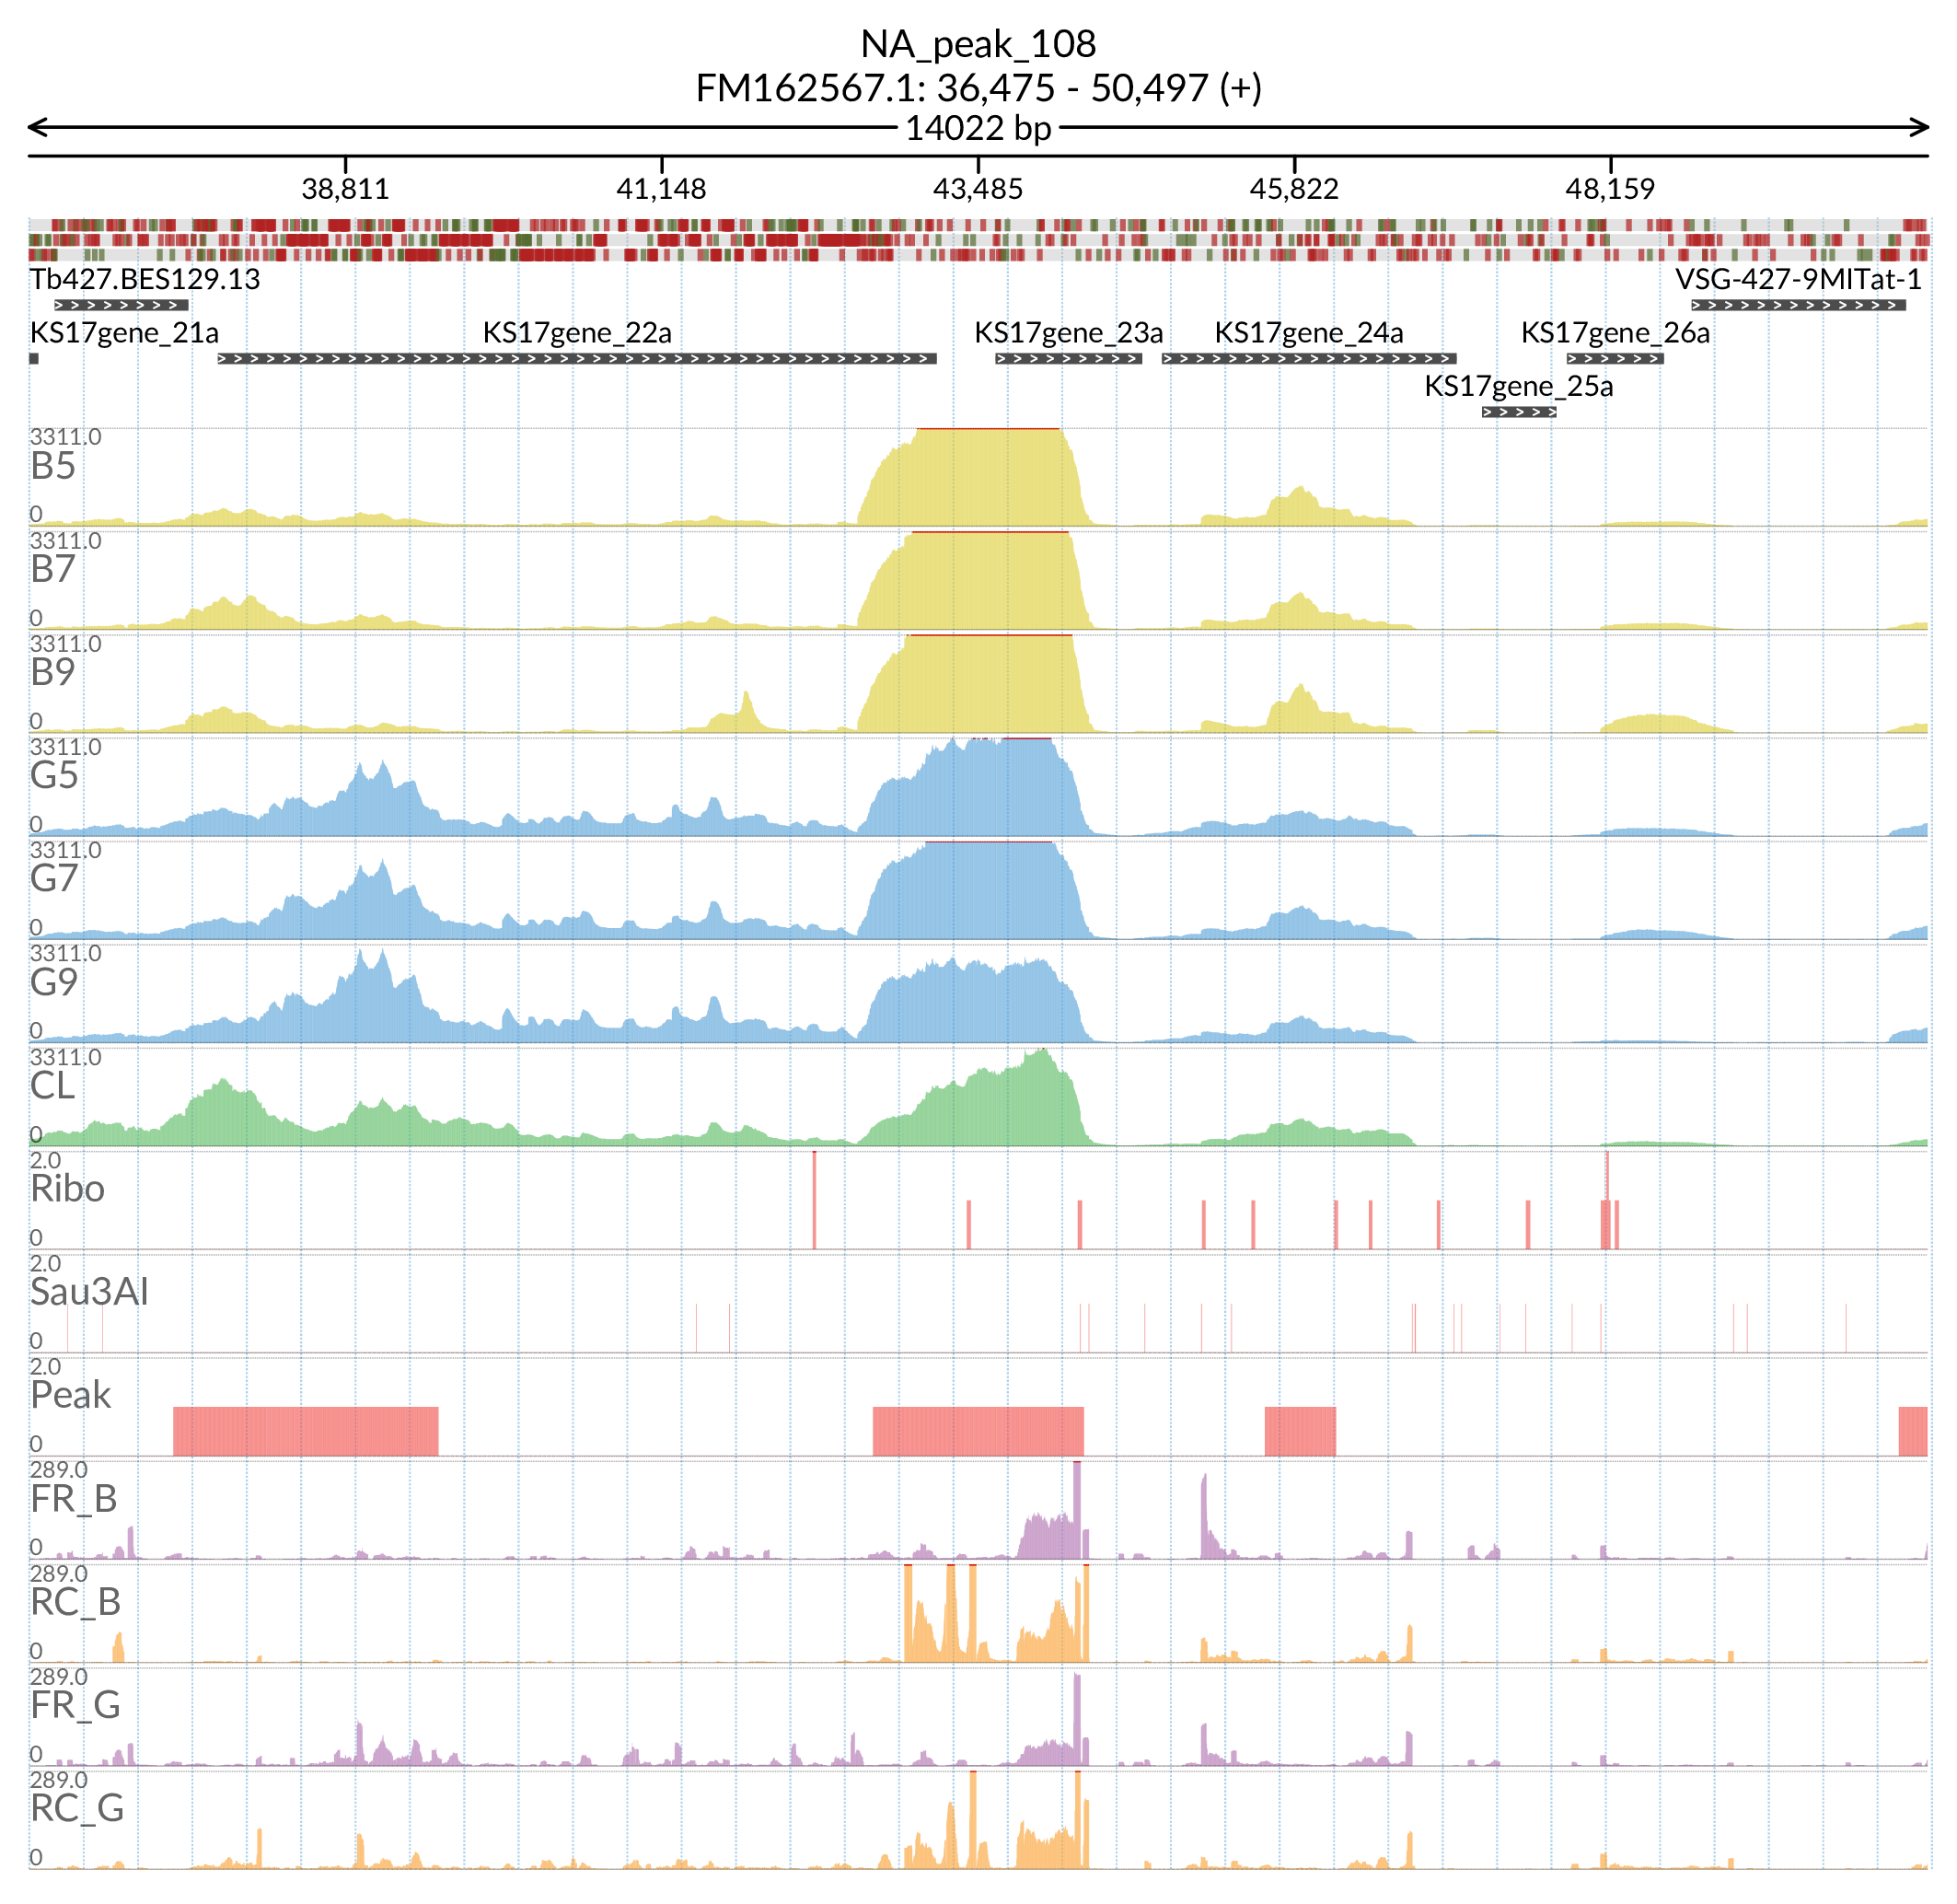 NA_peak_108
FM162567.1: 36,475 - 50,497 (+)
14022 bp
38,811 41,148 43,485 45,822 48,159
Tb427.BES129.13 VSG-427-9MITat-1
KS17gene_21a KS17gene_22a KS17gene_23a KS17gene_24a KS17gene_26a
KS17gene_25a
3311.0
B5
0
3311.0
B7
0
3311.0
B9
0
3311.0
G5
0
3311.0
G7
0
3311.0
G9
0
3311.0
CL
0
2.0
Ribo
0
2.0
Sau3AI
0
2.0
Peak
0
289.0
FR_B
0
289.0
RC_B
0
289.0
FR_G
0
289.0
RC_G
0